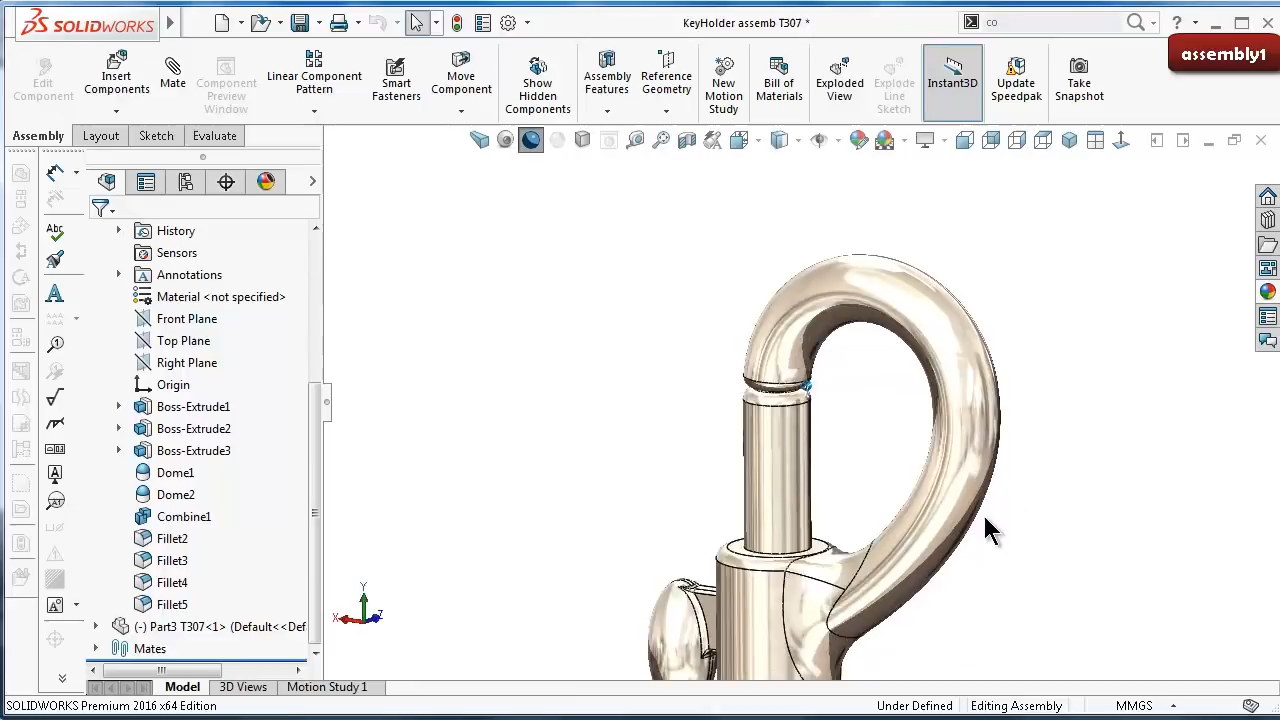 SOLIDWORKS
KeyHolder assemb T307 *
co
assembly1
Edit Component
Insert Components
Mate
Component Preview Window
Linear Component Pattern
Smart Fasteners
Move Component
Show Hidden Components
Assembly Features
Reference Geometry
New Motion Study
Bill of Materials
Exploded View
Explode Line Sketch
Instant3D
Update Speedpak
Take Snapshot
Assembly
Layout
Sketch
Evaluate
History
Sensors
Annotations
Material <not specified>
Front Plane
Top Plane
Right Plane
Origin
Boss-Extrude1
Boss-Extrude2
Boss-Extrude3
Dome1
Dome2
Combine1
Fillet2
Fillet3
Fillet4
Fillet5
(-) Part3 T307<1> (Default<<Def
Mates
Y
X
Z
Model
3D Views
Motion Study 1
SOLIDWORKS Premium 2016 x64 Edition
Under Defined
Editing Assembly
MMGS